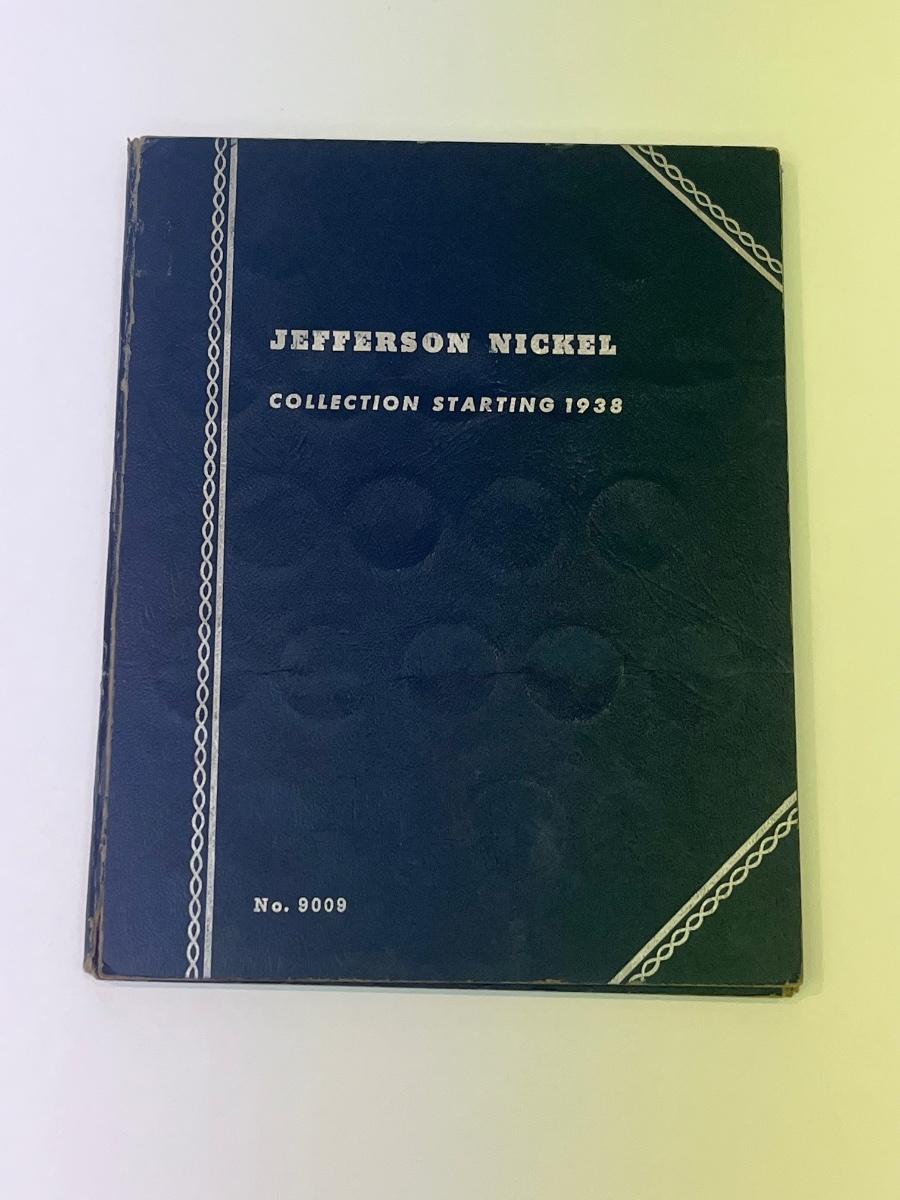 JEFFERSON NICKEL
COLLECTION STARTING 1938
No. 9009